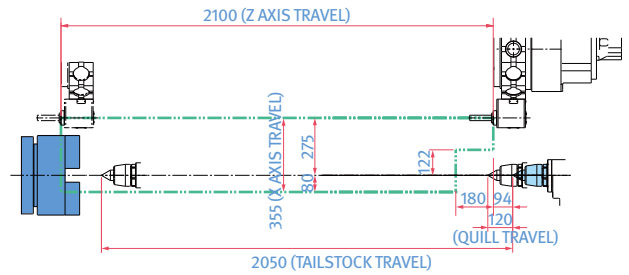 2100 (Z AXIS TRAVEL)
355 (X AXIS TRAVEL)
275
80
122
180
94
120
(QUILL TRAVEL)
2050 (TAILSTOCK TRAVEL)